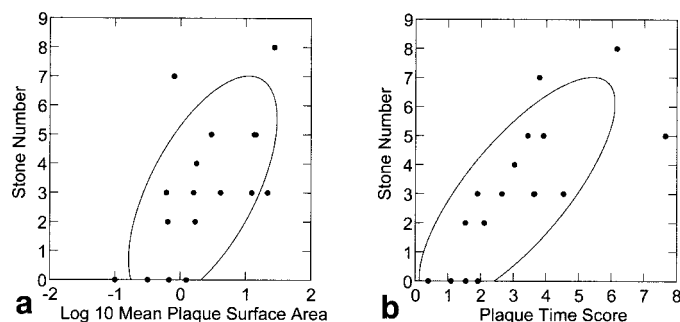 9
8
7
6
5
4
3
2
1
0
Stone Number
-2 -1 0 1 2
Log 10 Mean Plaque Surface Area
a
9
8
7
6
5
4
3
2
1
0
Stone Number
0 1 2 3 4 5 6 7 8
Plaque Time Score
b